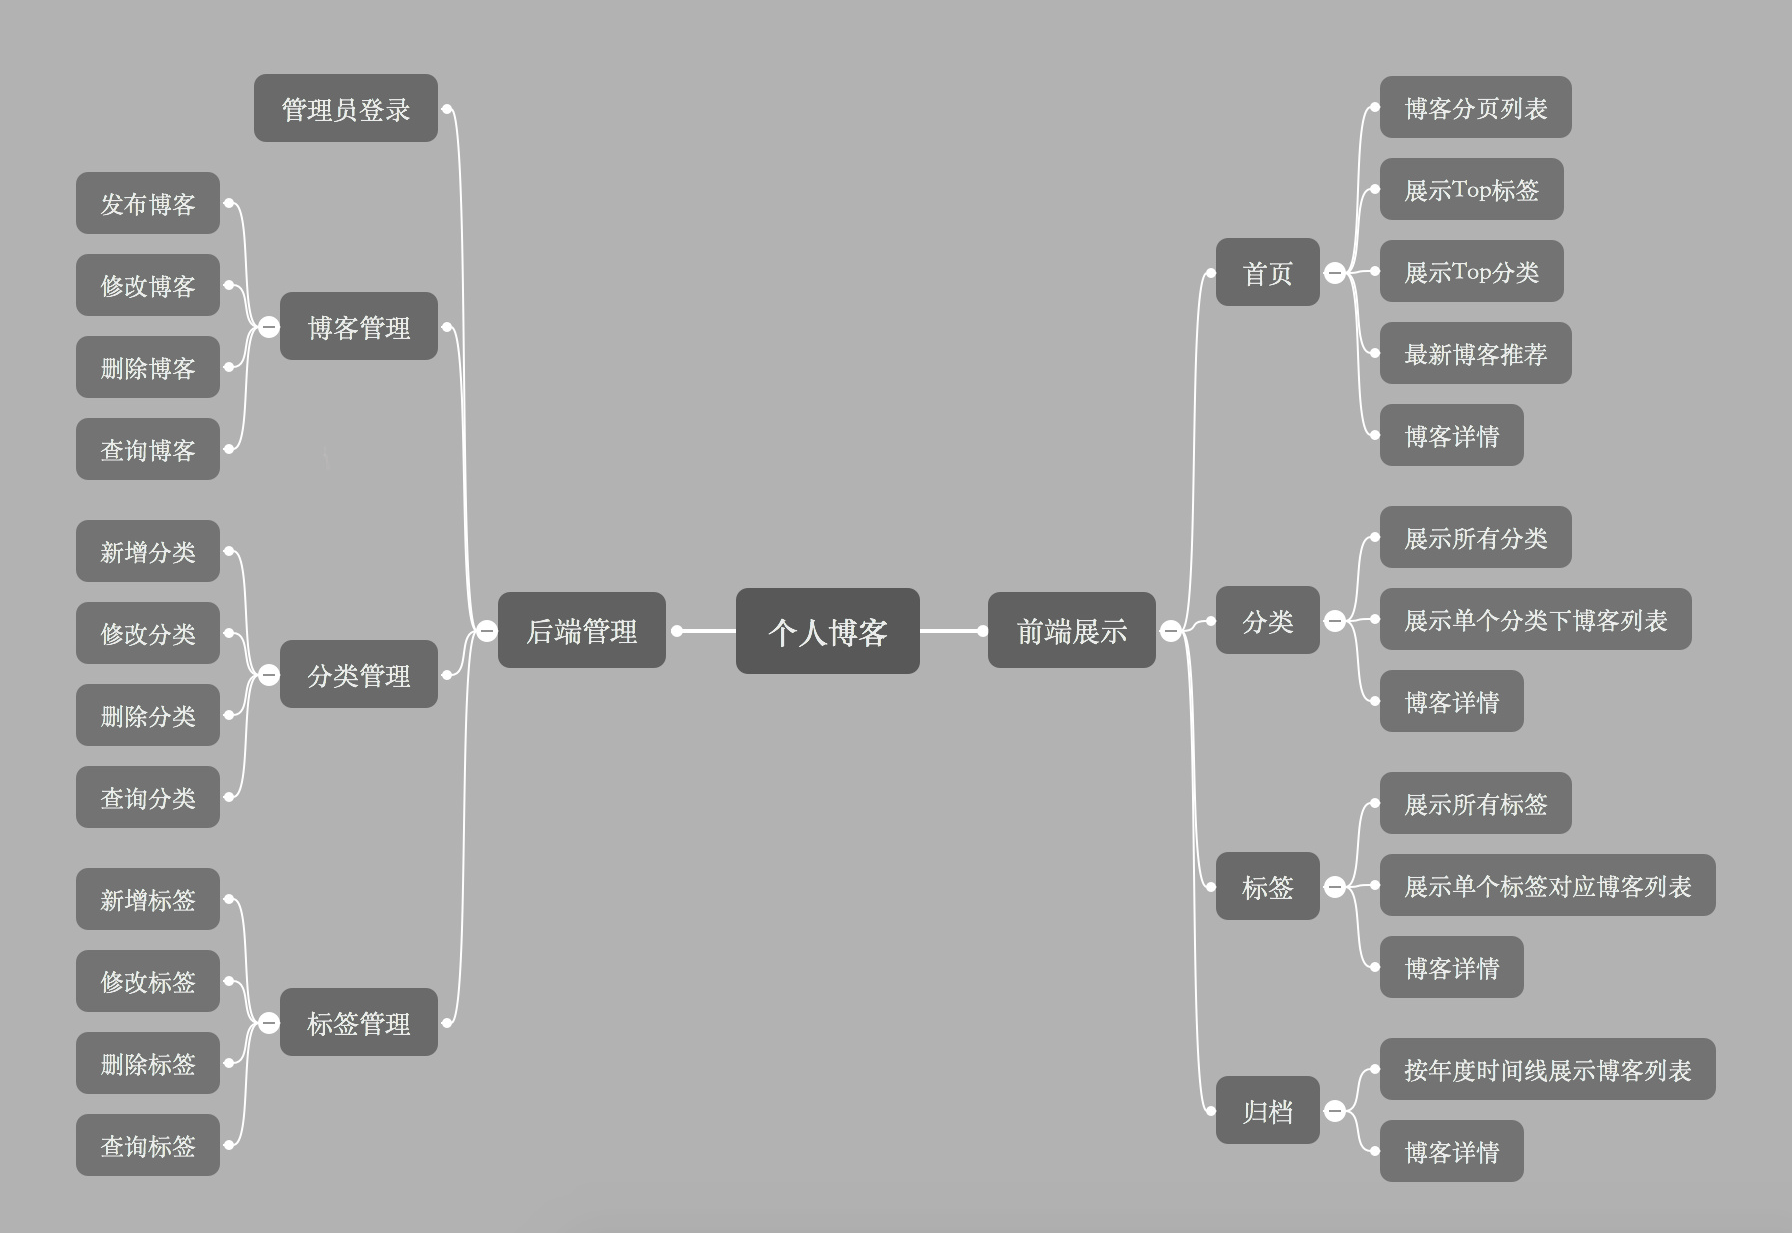 个人博客
后端管理
管理员登录
博客管理
发布博客
修改博客
删除博客
查询博客
分类管理
新增分类
修改分类
删除分类
查询分类
标签管理
新增标签
修改标签
删除标签
查询标签
前端展示
首页
博客分页列表
展示Top标签
展示Top分类
最新博客推荐
博客详情
分类
展示所有分类
展示单个分类下博客列表
博客详情
标签
展示所有标签
展示单个标签对应博客列表
博客详情
归档
按年度时间线展示博客列表
博客详情